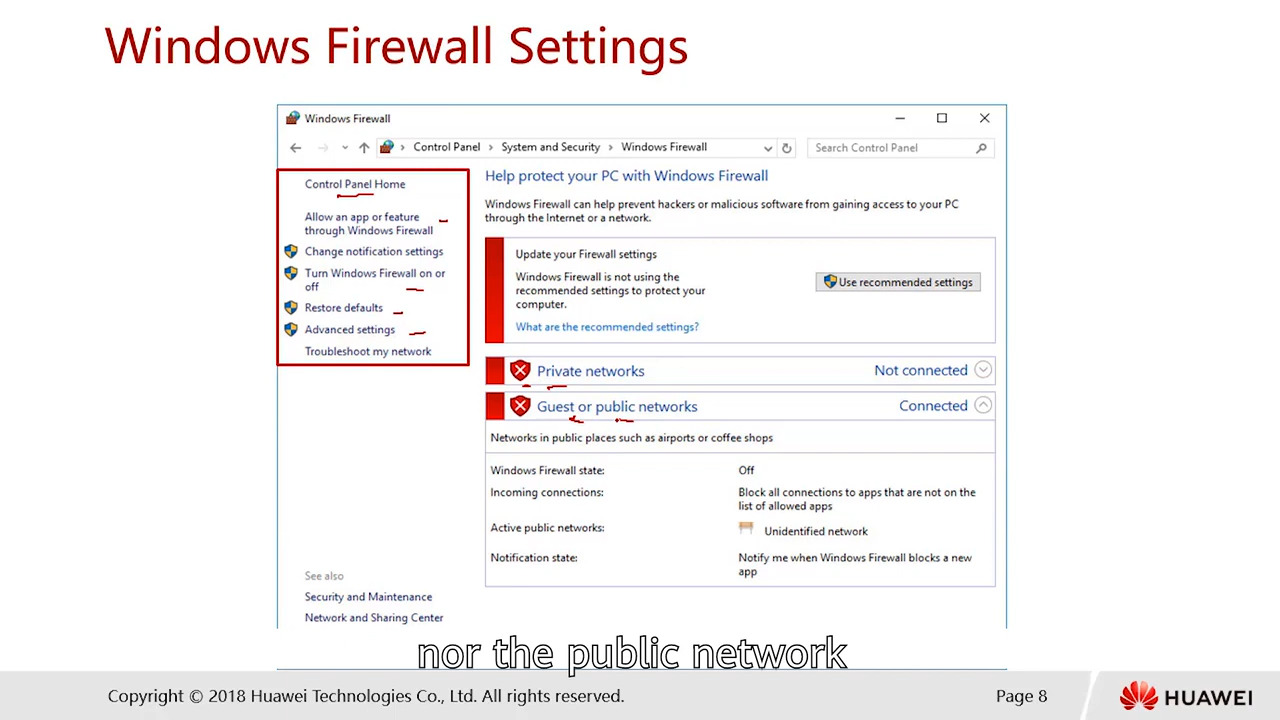 Windows Firewall Settings
Windows Firewall
Control Panel
System and Security
Windows Firewall
Search Control Panel
Control Panel Home
Allow an app or feature
through Windows Firewall
Change notification settings
Turn Windows Firewall on or
off
Restore defaults
Advanced settings
Troubleshoot my network
See also
Security and Maintenance
Network and Sharing Center
Help protect your PC with Windows Firewall
Windows Firewall can help prevent hackers or malicious software from gaining access to your PC
through the Internet or a network.
Update your Firewall settings
Windows Firewall is not using the
recommended settings to protect your
computer.
What are the recommended settings?
Use recommended settings
Private networks Not connected
Guest or public networks Connected
Networks in public places such as airports or coffee shops
Windows Firewall state: Off
Incoming connections: Block all connections to apps that are not on the
list of allowed apps
Active public networks: Unidentified network
Notification state: Notify me when Windows Firewall blocks a new
app
nor the public network
Copyright © 2018 Huawei Technologies Co., Ltd. All rights reserved. Page 8 HUAWEI